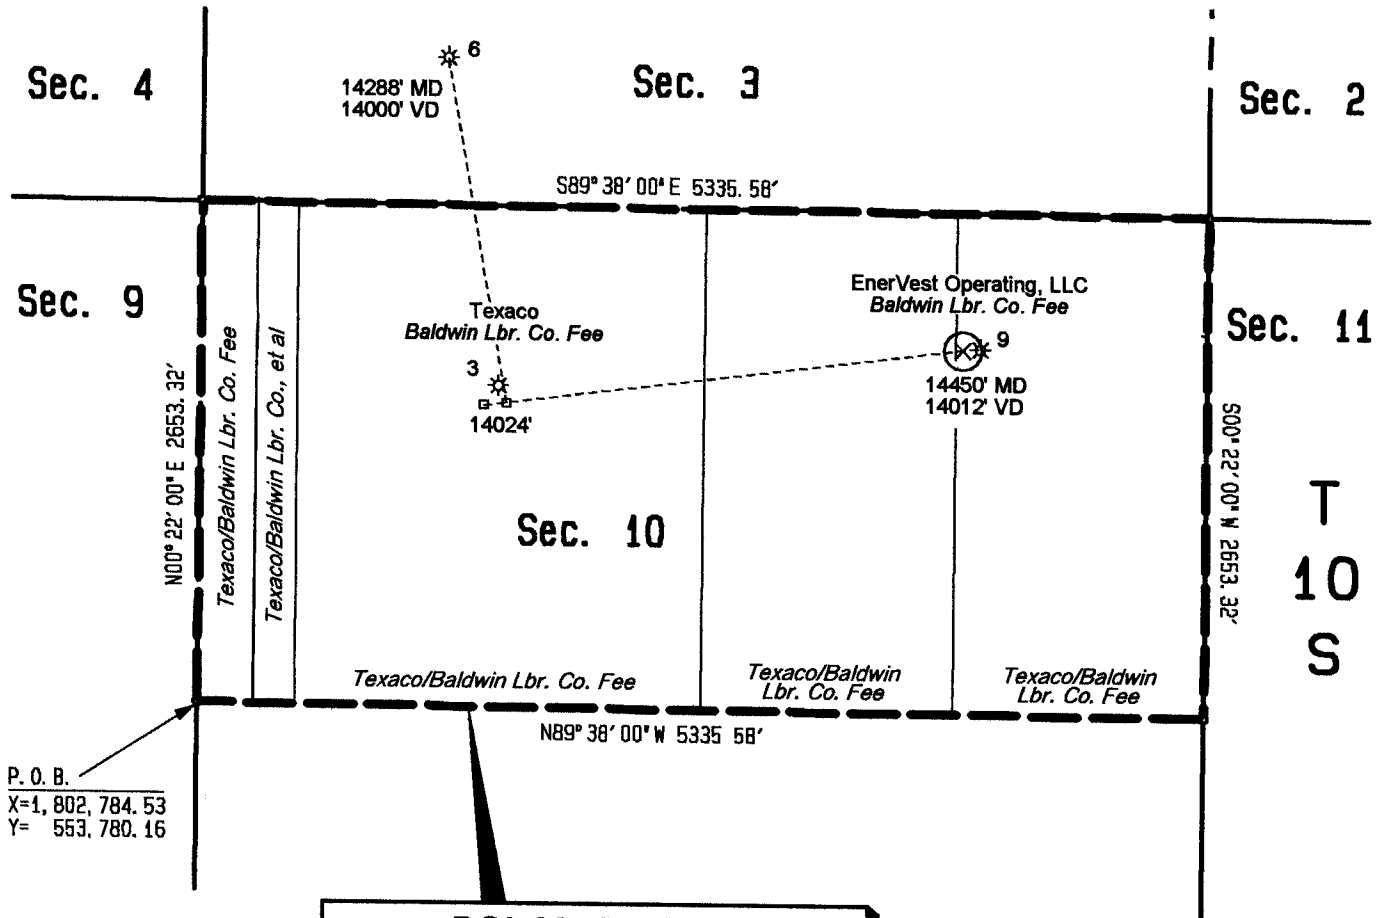 Sec. 4
6
14288' MD
14000' VD
Sec. 3
Sec. 2
S89° 38' 00" E 5335. 58'
Sec. 9
EnerVest Operating, LLC
Baldwin Lbr. Co. Fee
Texaco
Baldwin Lbr. Co. Fee
Sec. 11
9
3
14450' MD
14012' VD
14024'
N00° 22' 00" E 2653. 32'
Texaco/Baldwin Lbr. Co. Fee
Texaco/Baldwin Lbr. Co., et al
S00° 22' 00" W 2653. 32'
Sec. 10
T
10
S
Texaco/Baldwin Lbr. Co. Fee
Texaco/Baldwin
Lbr. Co. Fee
Texaco/Baldwin
Lbr. Co. Fee
N89° 38' 00" W 5335 58'
P. O. B.
X=1, 802, 784. 53
Y= 553, 780. 16